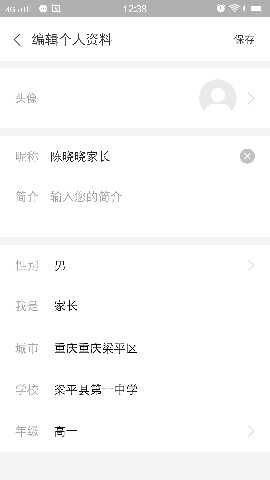 4G 12:38
编辑个人资料 保存
头像
昵称 陈晓晓家长
简介 输入您的简介
性别 男
我是 家长
城市 重庆重庆梁平区
学校 梁平县第一中学
年级 高一